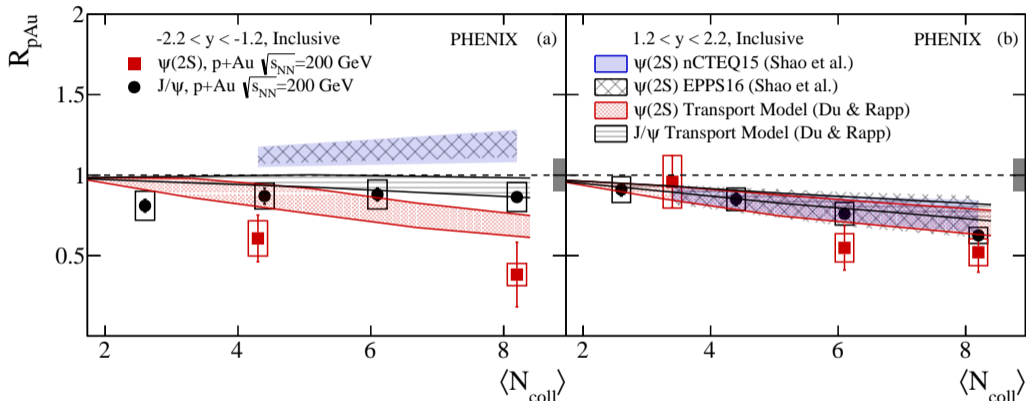 R_pAu
2
1.5
1
0.5
-2.2 < y < -1.2, Inclusive
PHENIX (a)
ψ(2S), p+Au √s_NN=200 GeV
J/ψ, p+Au √s_NN=200 GeV
2 4 6 8
⟨N_coll⟩
1.2 < y < 2.2, Inclusive
PHENIX (b)
ψ(2S) nCTEQ15 (Shao et al.)
ψ(2S) EPPS16 (Shao et al.)
ψ(2S) Transport Model (Du & Rapp)
J/ψ Transport Model (Du & Rapp)
2 4 6 8
⟨N_coll⟩